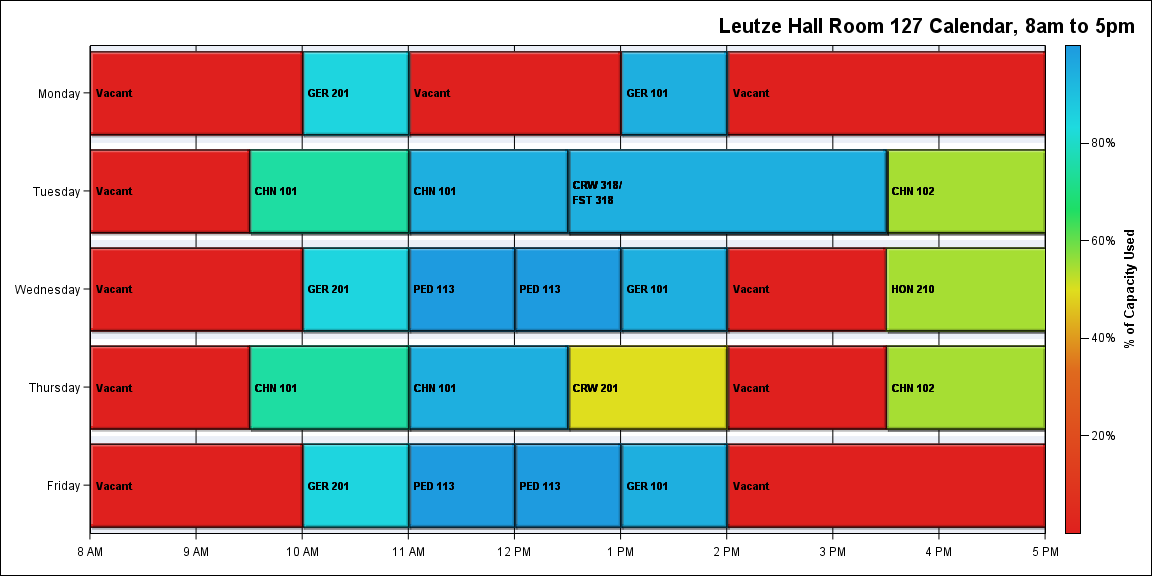 Leutze Hall Room 127 Calendar, 8am to 5pm
Monday
Vacant
GER 201
Vacant
GER 101
Vacant
Tuesday
Vacant
CHN 101
CHN 101
CRW 318/
FST 318
CHN 102
Wednesday
Vacant
GER 201
PED 113
PED 113
GER 101
Vacant
HON 210
Thursday
Vacant
CHN 101
CHN 101
CRW 201
Vacant
CHN 102
Friday
Vacant
GER 201
PED 113
PED 113
GER 101
Vacant
8 AM
9 AM
10 AM
11 AM
12 PM
1 PM
2 PM
3 PM
4 PM
5 PM
80%
60%
40%
20%
% of Capacity Used